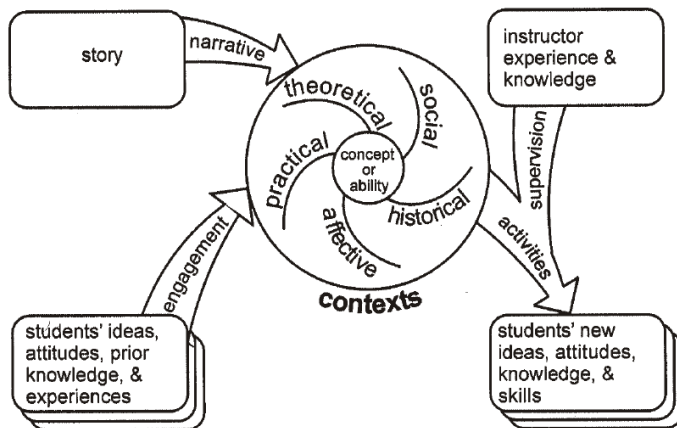 story
narrative
instructor
experience &
knowledge
theoretical
social
supervision
practical
concept
or
ability
historical
affective
activities
engagement
contexts
students' ideas,
attitudes, prior
knowledge, &
experiences
students' new
ideas, attitudes,
knowledge, &
skills